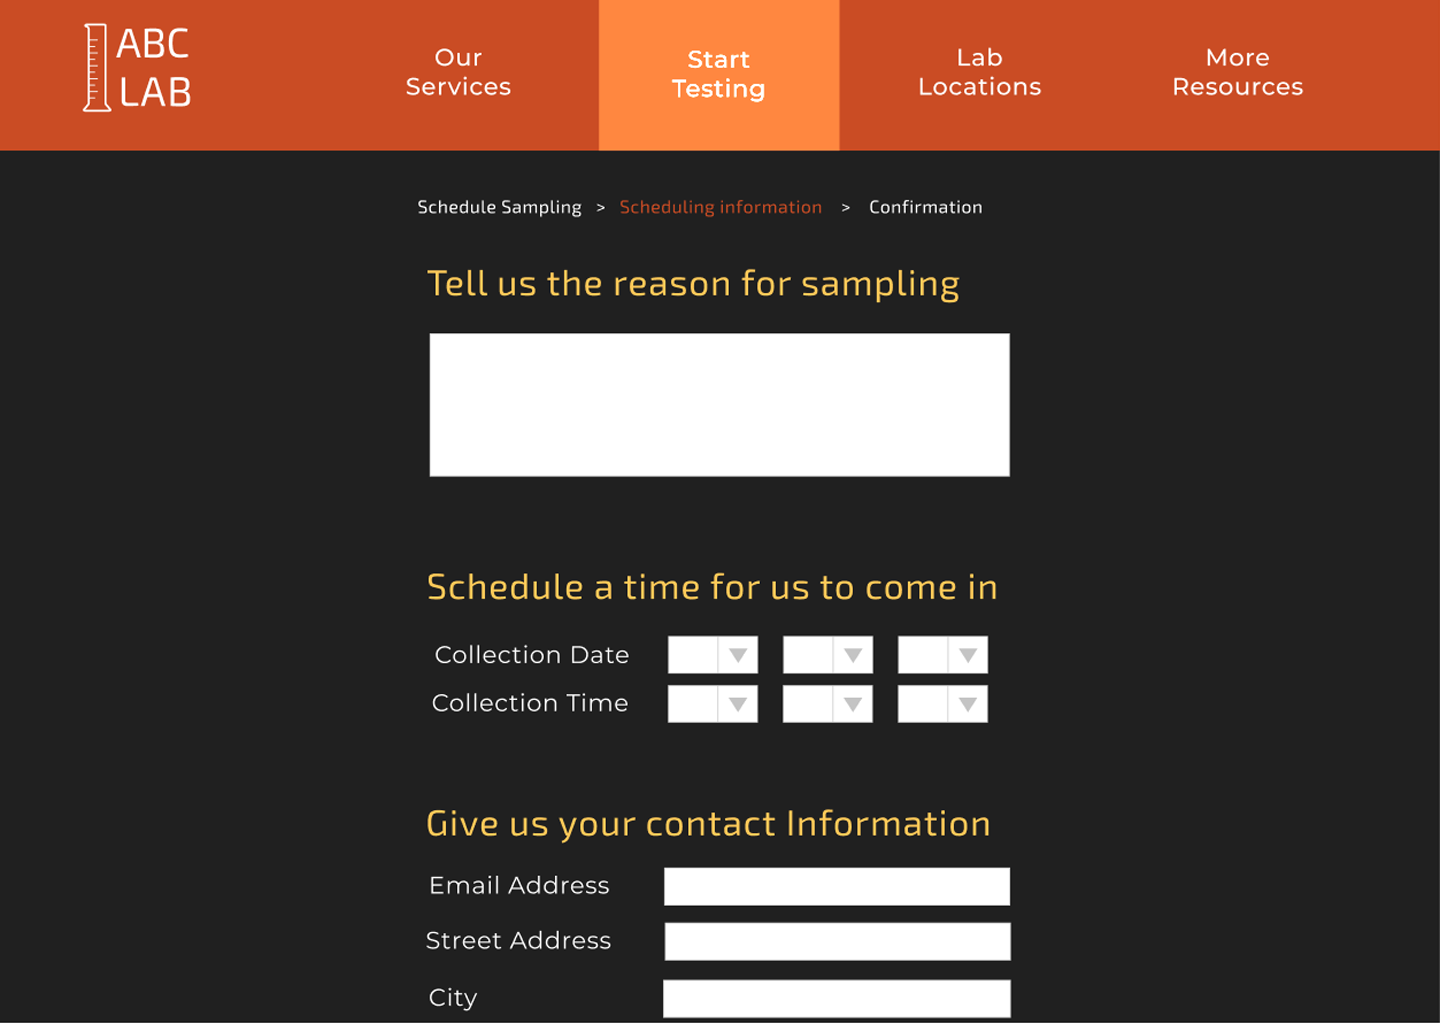 ABC
LAB
Our
Services
Start
Testing
Lab
Locations
More
Resources
Schedule Sampling > Scheduling information > Confirmation
Tell us the reason for sampling
Schedule a time for us to come in
Collection Date
Collection Time
Give us your contact Information
Email Address
Street Address
City